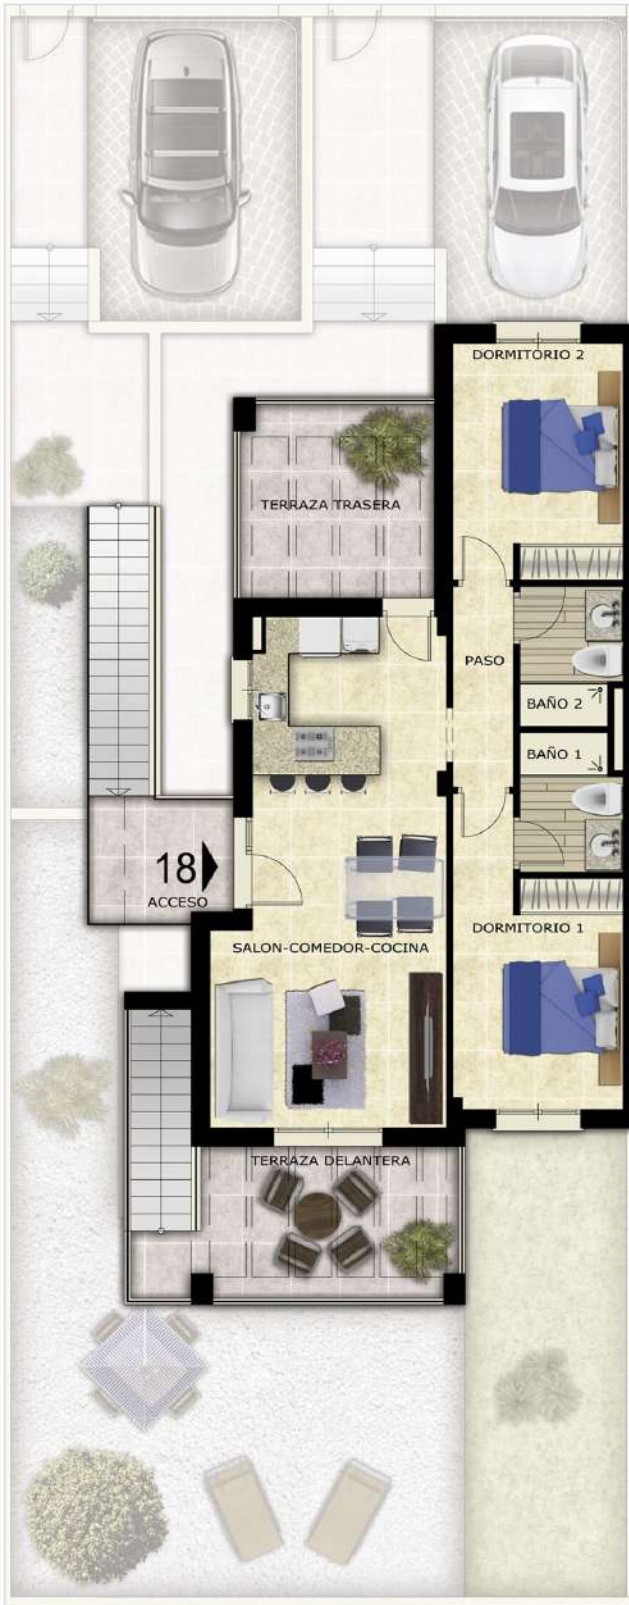 DORMITORIO 2
TERRAZA TRASERA
PASO
BAÑO 2
BAÑO 1
18
ACCESO
DORMITORIO 1
SALON-COMEDOR-COCINA
TERRAZA DELANTERA